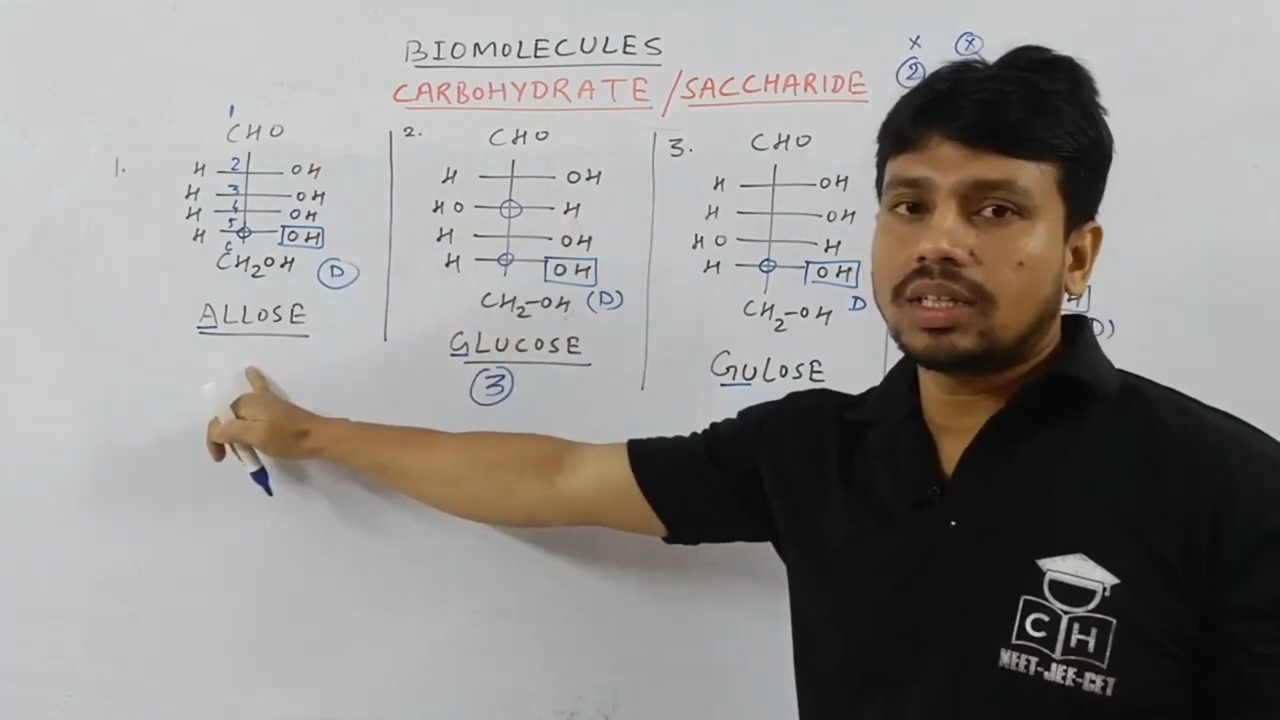 BIOMOLECULES
CARBOHYDRATE / SACCHARIDE
x x
2
1.
1
CHO
H 2 OH
H 3 OH
H 4 OH
H 5 OH
6
CH2OH D
ALLOSE
2.
CHO
H OH
HO H
H OH
H OH
CH2-OH (D)
GLUCOSE
3
3.
CHO
H OH
H OH
HO H
H OH
CH2-OH D
GULOSE
H
D)
C H
NEET-JEE-CET